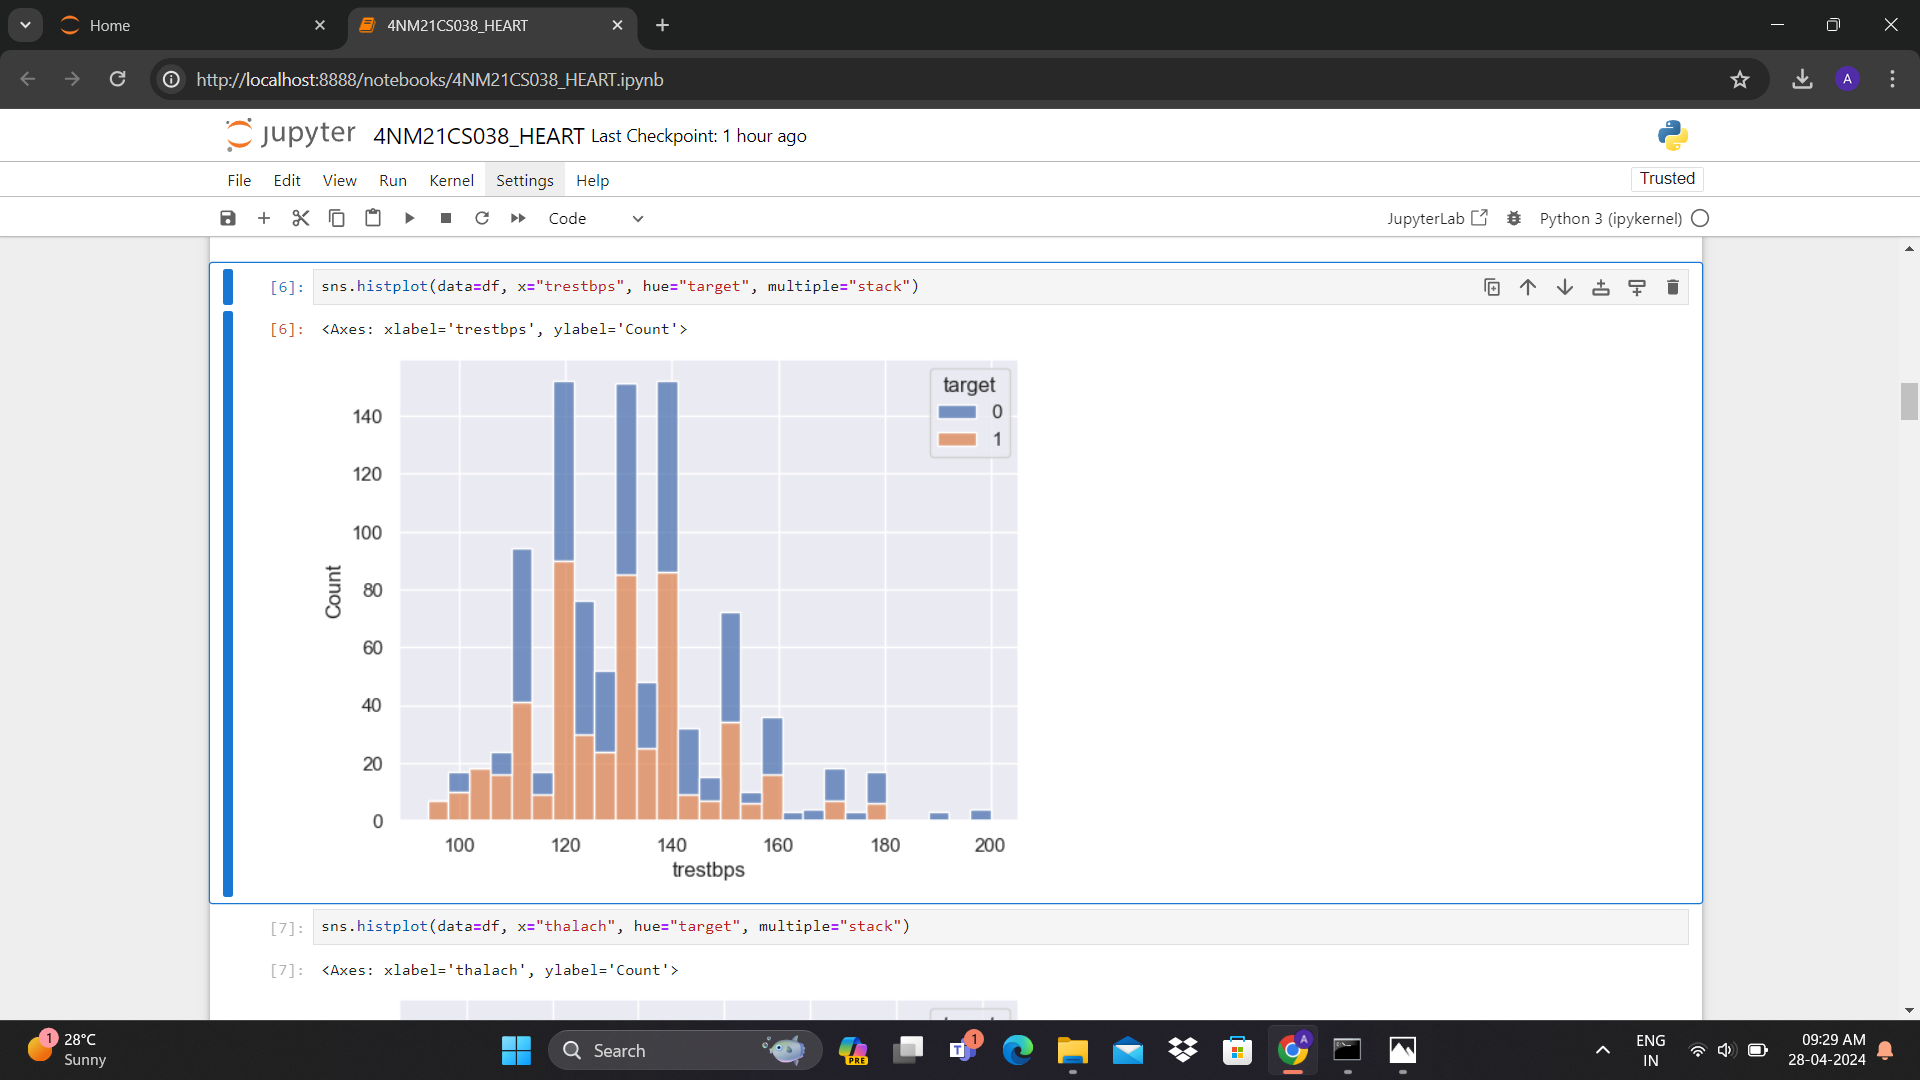 Home
4NM21CS038_HEART
http://localhost:8888/notebooks/4NM21CS038_HEART.ipynb
A
jupyter 4NM21CS038_HEART Last Checkpoint: 1 hour ago
File Edit View Run Kernel Settings Help
Trusted
Code
JupyterLab
Python 3 (ipykernel)
[6]: sns.histplot(data=df, x="trestbps", hue="target", multiple="stack")
[6]: <Axes: xlabel='trestbps', ylabel='Count'>
target
0
1
140
120
100
80
60
40
20
0
Count
100 120 140 160 180 200
trestbps
[7]: sns.histplot(data=df, x="thalach", hue="target", multiple="stack")
[7]: <Axes: xlabel='thalach', ylabel='Count'>
1
28°C
Sunny
Search
PRE
T
1
A
ENG
IN
09:29 AM
28-04-2024